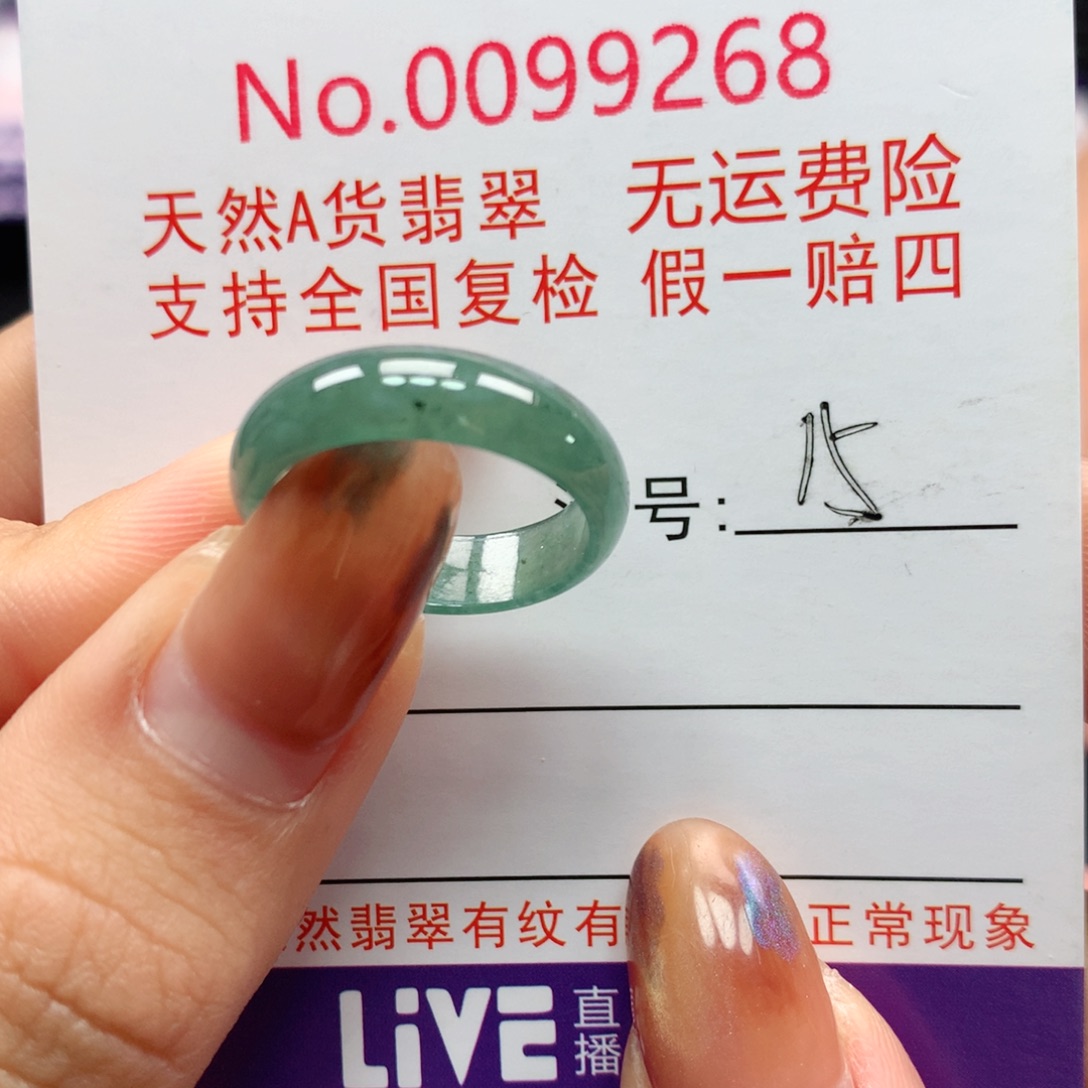 No.0099268
天然A货翡翠 无运费险
支持全国复检 假一赔四
号: 15
然翡翠有纹有
正常现象
LiVE 直播